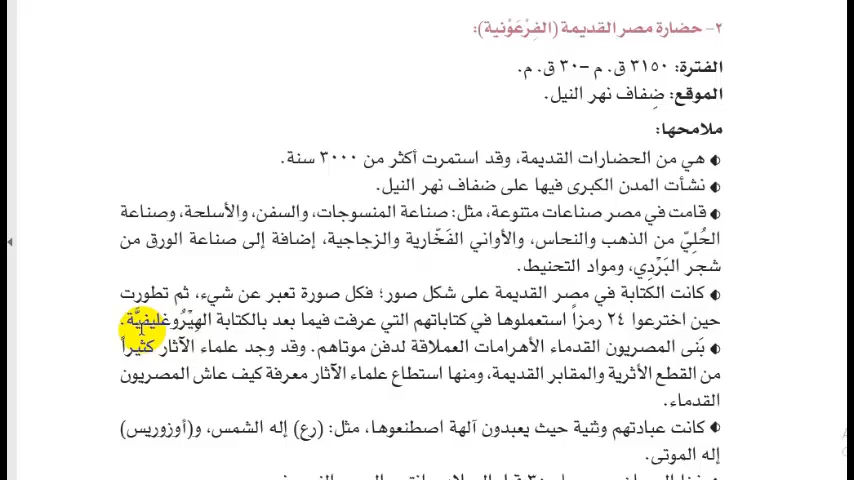 ٢- حضارة مصر القديمة (الفِرْعَوْنية):
الفترة: ٣١٥٠ ق. م –٣٠ ق. م.
الموقع: ضِفاف نهر النيل.
ملامحها:
هي من الحضارات القديمة، وقد استمرت أكثر من ٣٠٠٠ سنة.
نشأت المدن الكبرى فيها على ضفاف نهر النيل.
قامت في مصر صناعات متنوعة، مثل: صناعة المنسوجات، والسفن، والأسلحة، وصناعة
الحُلِيّ من الذهب والنحاس، والأواني الفَخّارية والزجاجية، إضافة إلى صناعة الورق من
شجر البَرْدِي، ومواد التحنيط.
كانت الكتابة في مصر القديمة على شكل صور؛ فكل صورة تعبر عن شيء، ثم تطورت
حين اخترعوا ٢٤ رمزاً استعملوها في كتاباتهم التي عرفت فيما بعد بالكتابة الهِيْرُوغليفيَّة.
بَنى المصريون القدماء الأهرامات العملاقة لدفن موتاهم. وقد وجد علماء الآثار كثيراً
من القطع الأثرية والمقابر القديمة، ومنها استطاع علماء الآثار معرفة كيف عاش المصريون
القدماء.
كانت عبادتهم وثنية حيث يعبدون آلهة اصطنعوها، مثل: (رع) إله الشمس، و(أوزوريس)
إله الموتى.